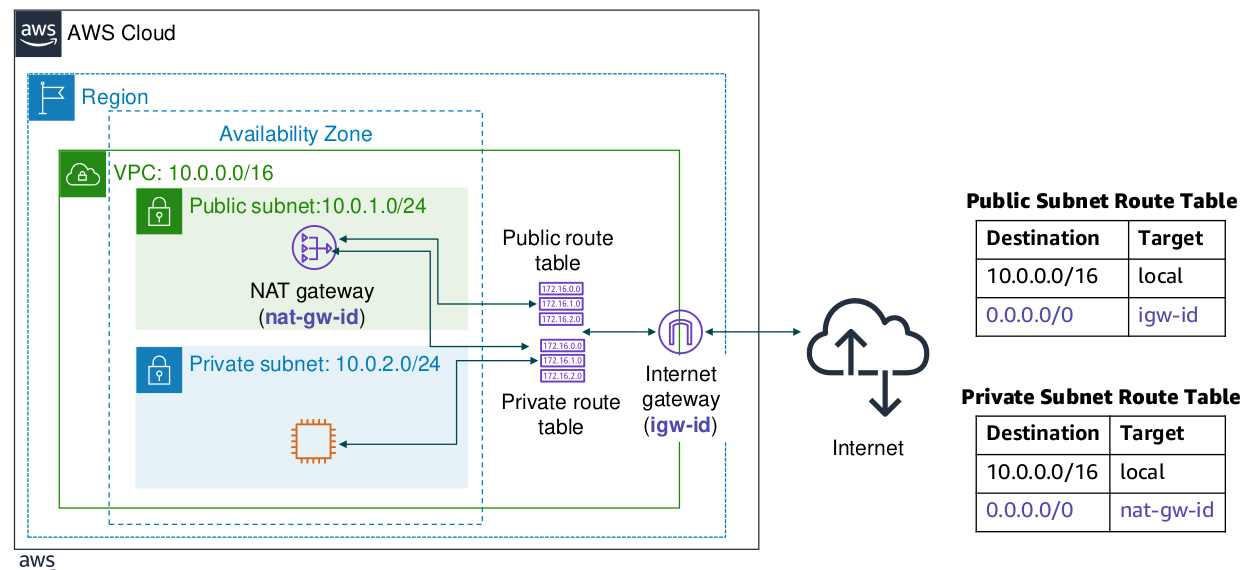 aws
AWS Cloud
Region
Availability Zone
VPC: 10.0.0.0/16
Public subnet:10.0.1.0/24
NAT gateway
(nat-gw-id)
Public route
table
172.16.0.0
172.16.1.0
172.16.2.0
Private subnet: 10.0.2.0/24
172.16.0.0
172.16.1.0
172.16.2.0
Private route
table
Internet
gateway
(igw-id)
Internet
Public Subnet Route Table
Destination Target
10.0.0.0/16 local
0.0.0.0/0 igw-id
Private Subnet Route Table
Destination Target
10.0.0.0/16 local
0.0.0.0/0 nat-gw-id
aws